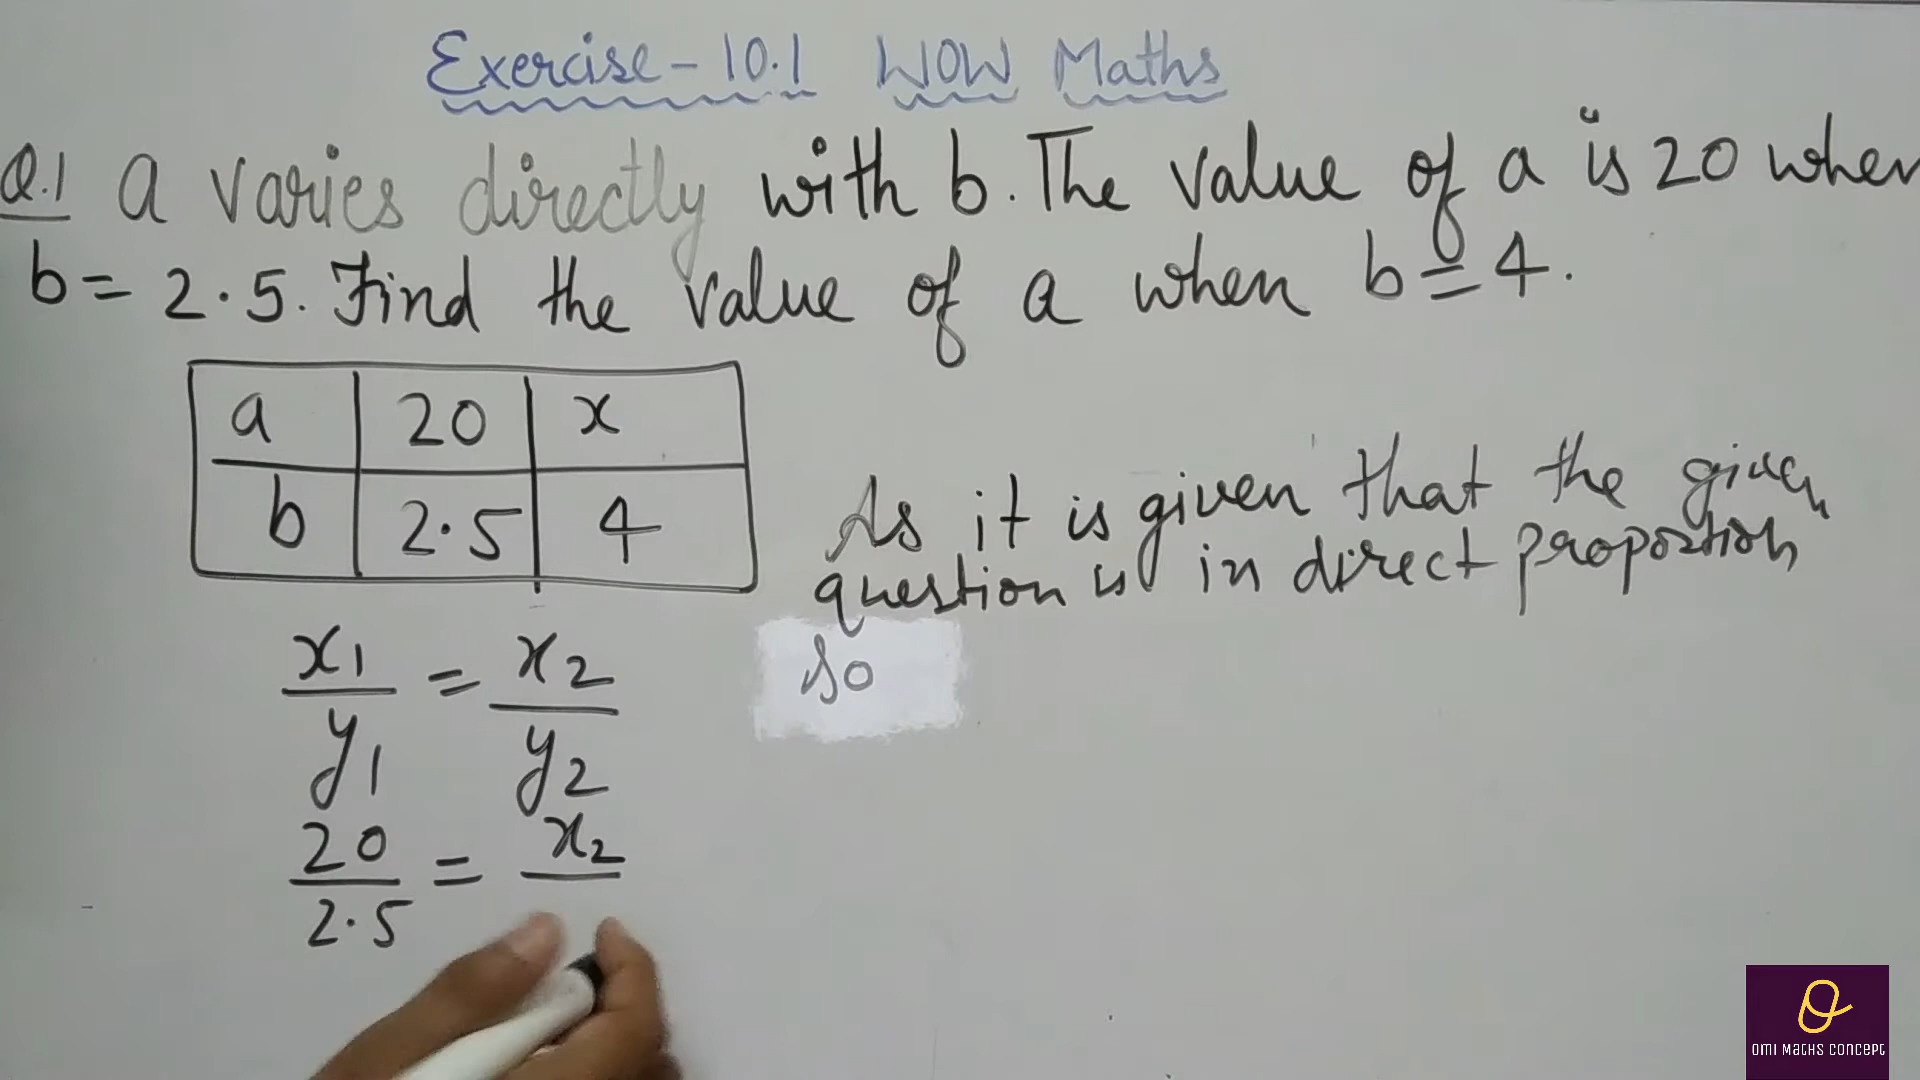 Exercise-10.1 WOW Maths
Q.1 a varies directly with b. The value of a is 20 when
b = 2.5. Find the value of a when b = 4.
a 20 x
b 2.5 4
As it is given that the given
question is in direct proportion
so
x1/y1 = x2/y2
20/2.5 = x2
OMI MATHS CONCEPT